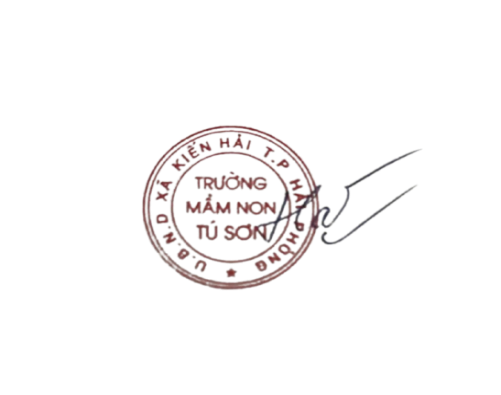 U.B.N.D XÃ KIẾN HẢI T.P HẢI PHÒNG
TRƯỜNG
MẦM NON
TÚ SƠN